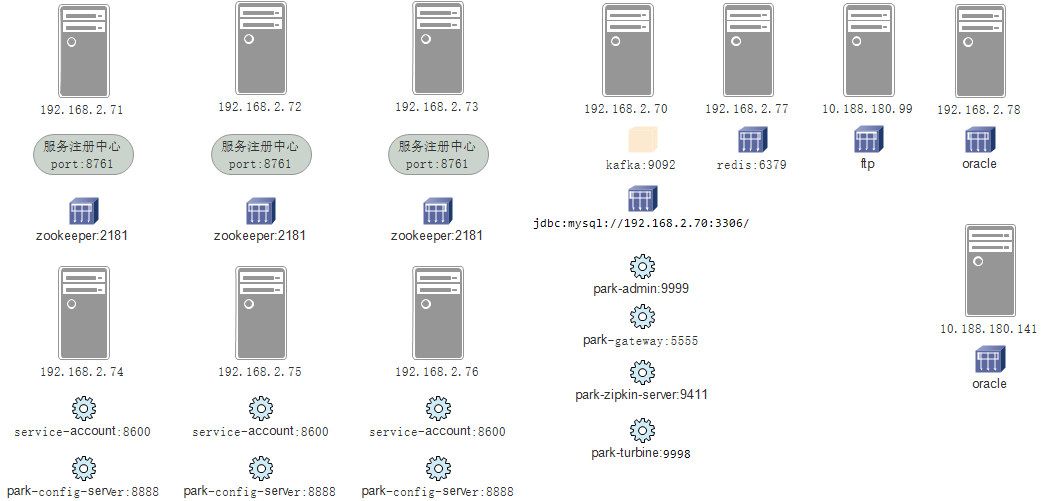 192.168.2.71
192.168.2.72
192.168.2.73
192.168.2.70
192.168.2.77
10.188.180.99
192.168.2.78
服务注册中心
port:8761
服务注册中心
port:8761
服务注册中心
port:8761
kafka:9092
redis:6379
ftp
oracle
zookeeper:2181
zookeeper:2181
zookeeper:2181
jdbc:mysql://192.168.2.70:3306/
park-admin:9999
park-gateway:5555
park-zipkin-server:9411
park-turbine:9998
10.188.180.141
oracle
192.168.2.74
192.168.2.75
192.168.2.76
service-account:8600
service-account:8600
service-account:8600
park-config-server:8888
park-config-server:8888
park-config-server:8888